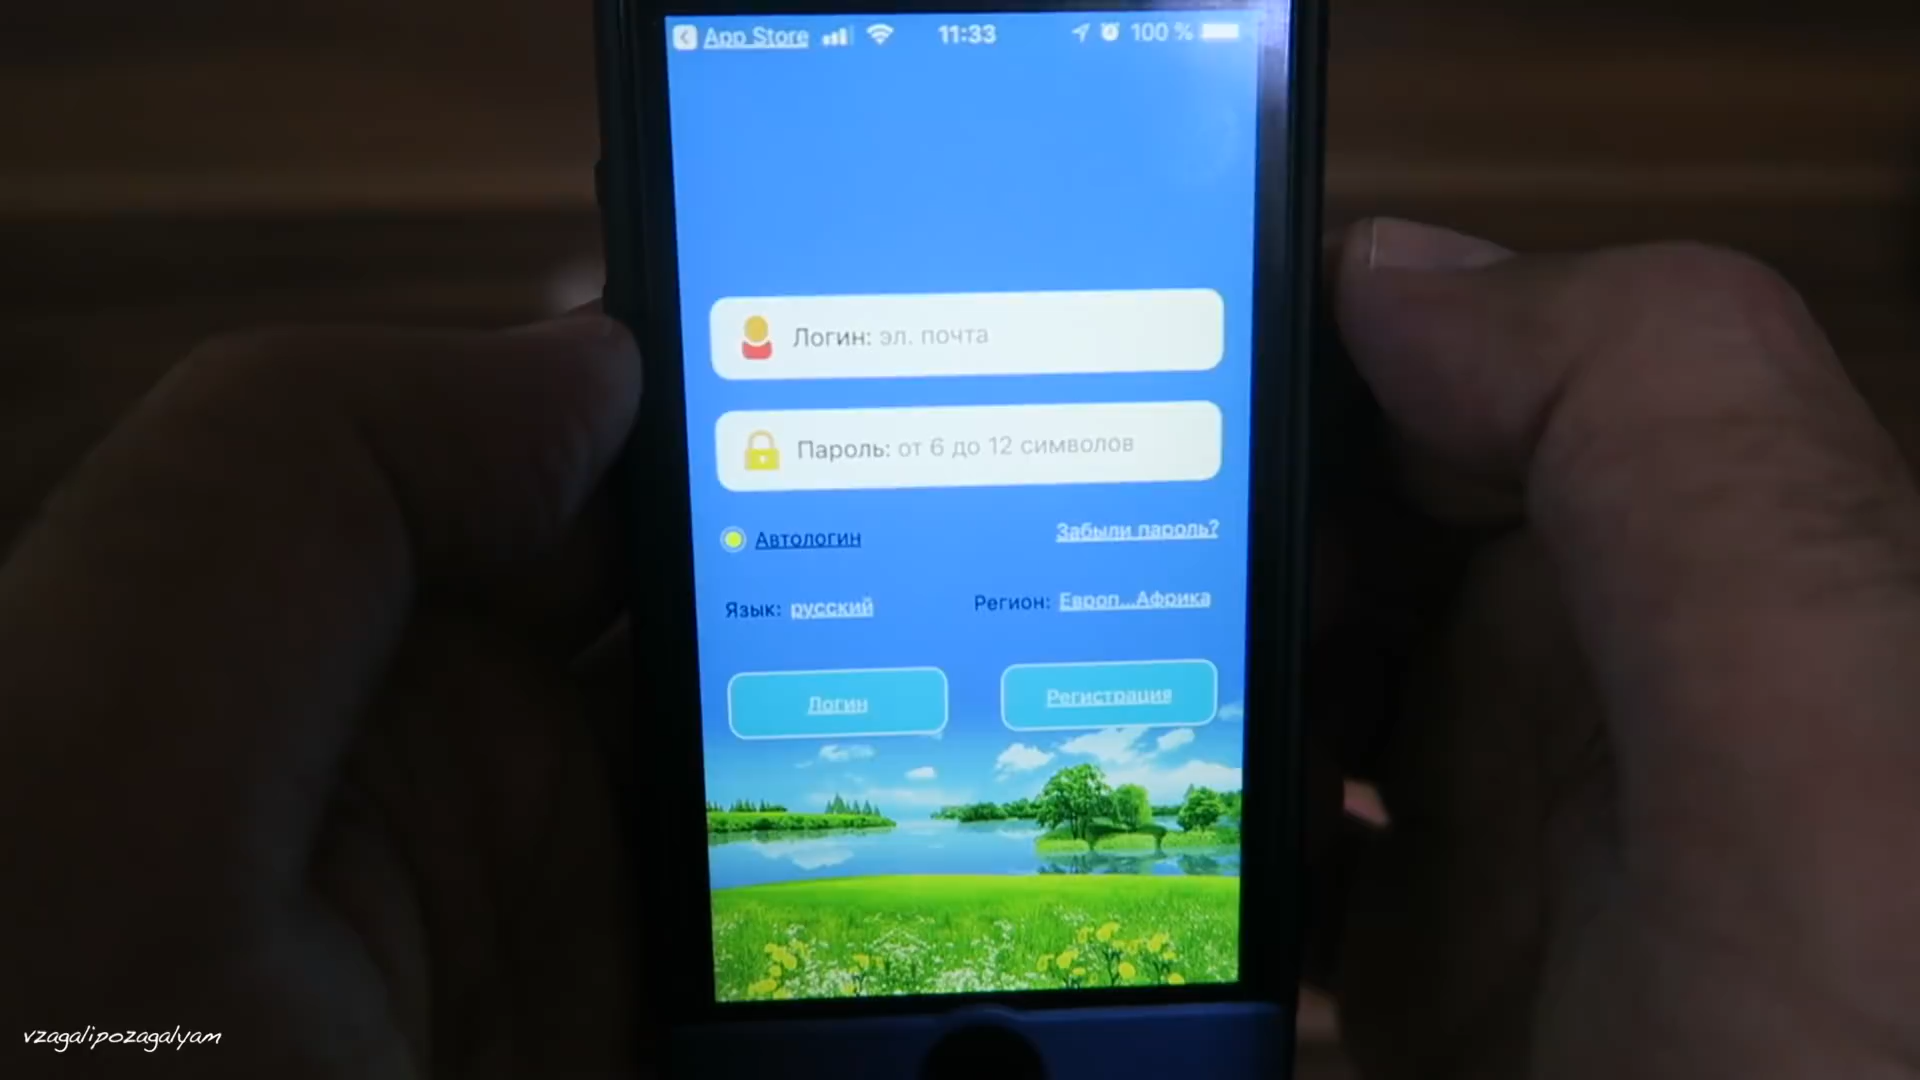 App Store 11:33 100 %
Логин: эл. почта
Пароль: от 6 до 12 символов
Автологин Забыли пароль?
Язык: русский Регион: Европ...Африка
Логин Регистрация
vzagalipozagalyam